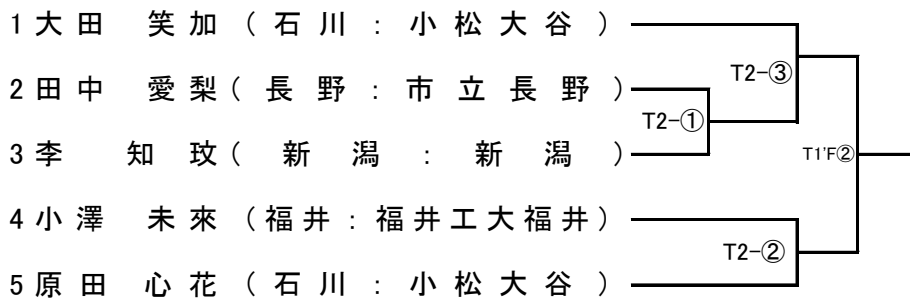 1 大田 笑加 ( 石川 : 小松大谷 )
T2-③
2 田中 愛梨 ( 長野 : 市立長野 )
T2-①
3 李 知玟 ( 新潟 : 新潟 )
T1'F②
4 小澤 未來 ( 福井 : 福井工大福井 )
T2-②
5 原田 心花 ( 石川 : 小松大谷 )